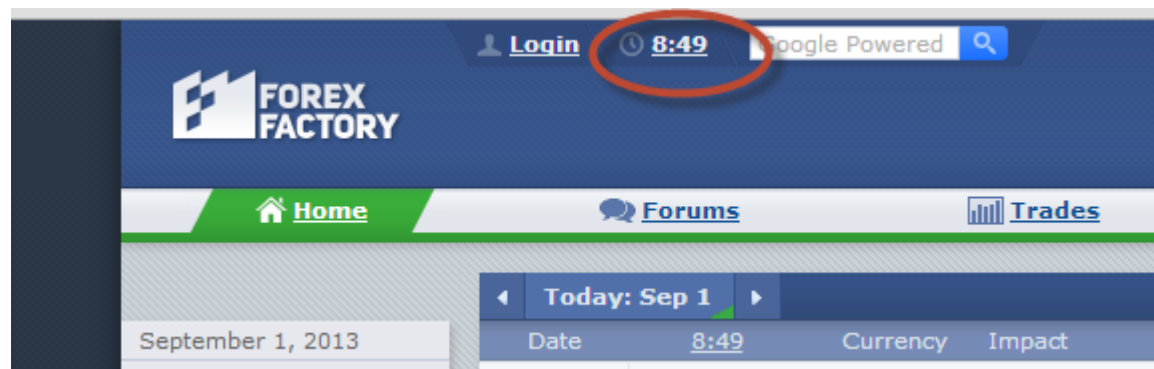 Login 8:49 Google Powered
FOREX
FACTORY
Home Forums Trades
Today: Sep 1
September 1, 2013 Date 8:49 Currency Impact